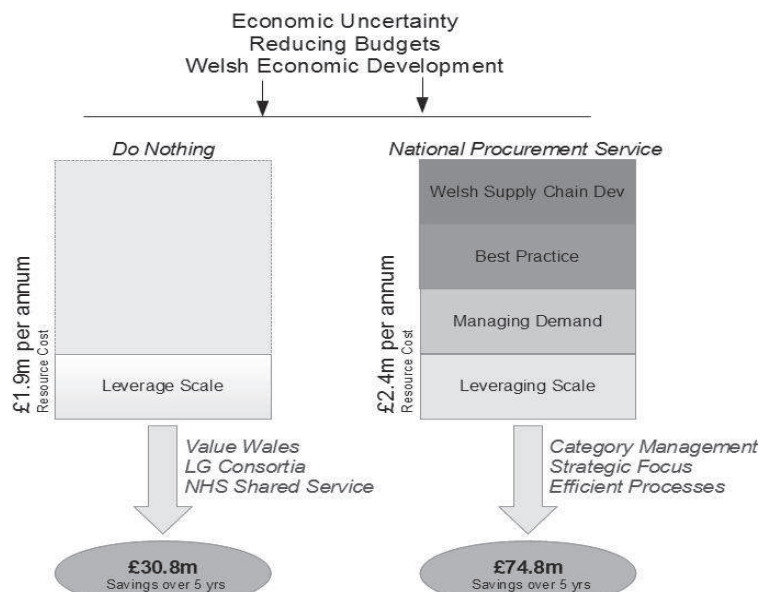 Economic Uncertainty
Reducing Budgets
Welsh Economic Development
Do Nothing
£1.9m per annum
Resource Cost
Leverage Scale
Value Wales
LG Consortia
NHS Shared Service
£30.8m
Savings over 5 yrs
National Procurement Service
£2.4m per annum
Resource Cost
Welsh Supply Chain Dev
Best Practice
Managing Demand
Leveraging Scale
Category Management
Strategic Focus
Efficient Processes
£74.8m
Savings over 5 yrs